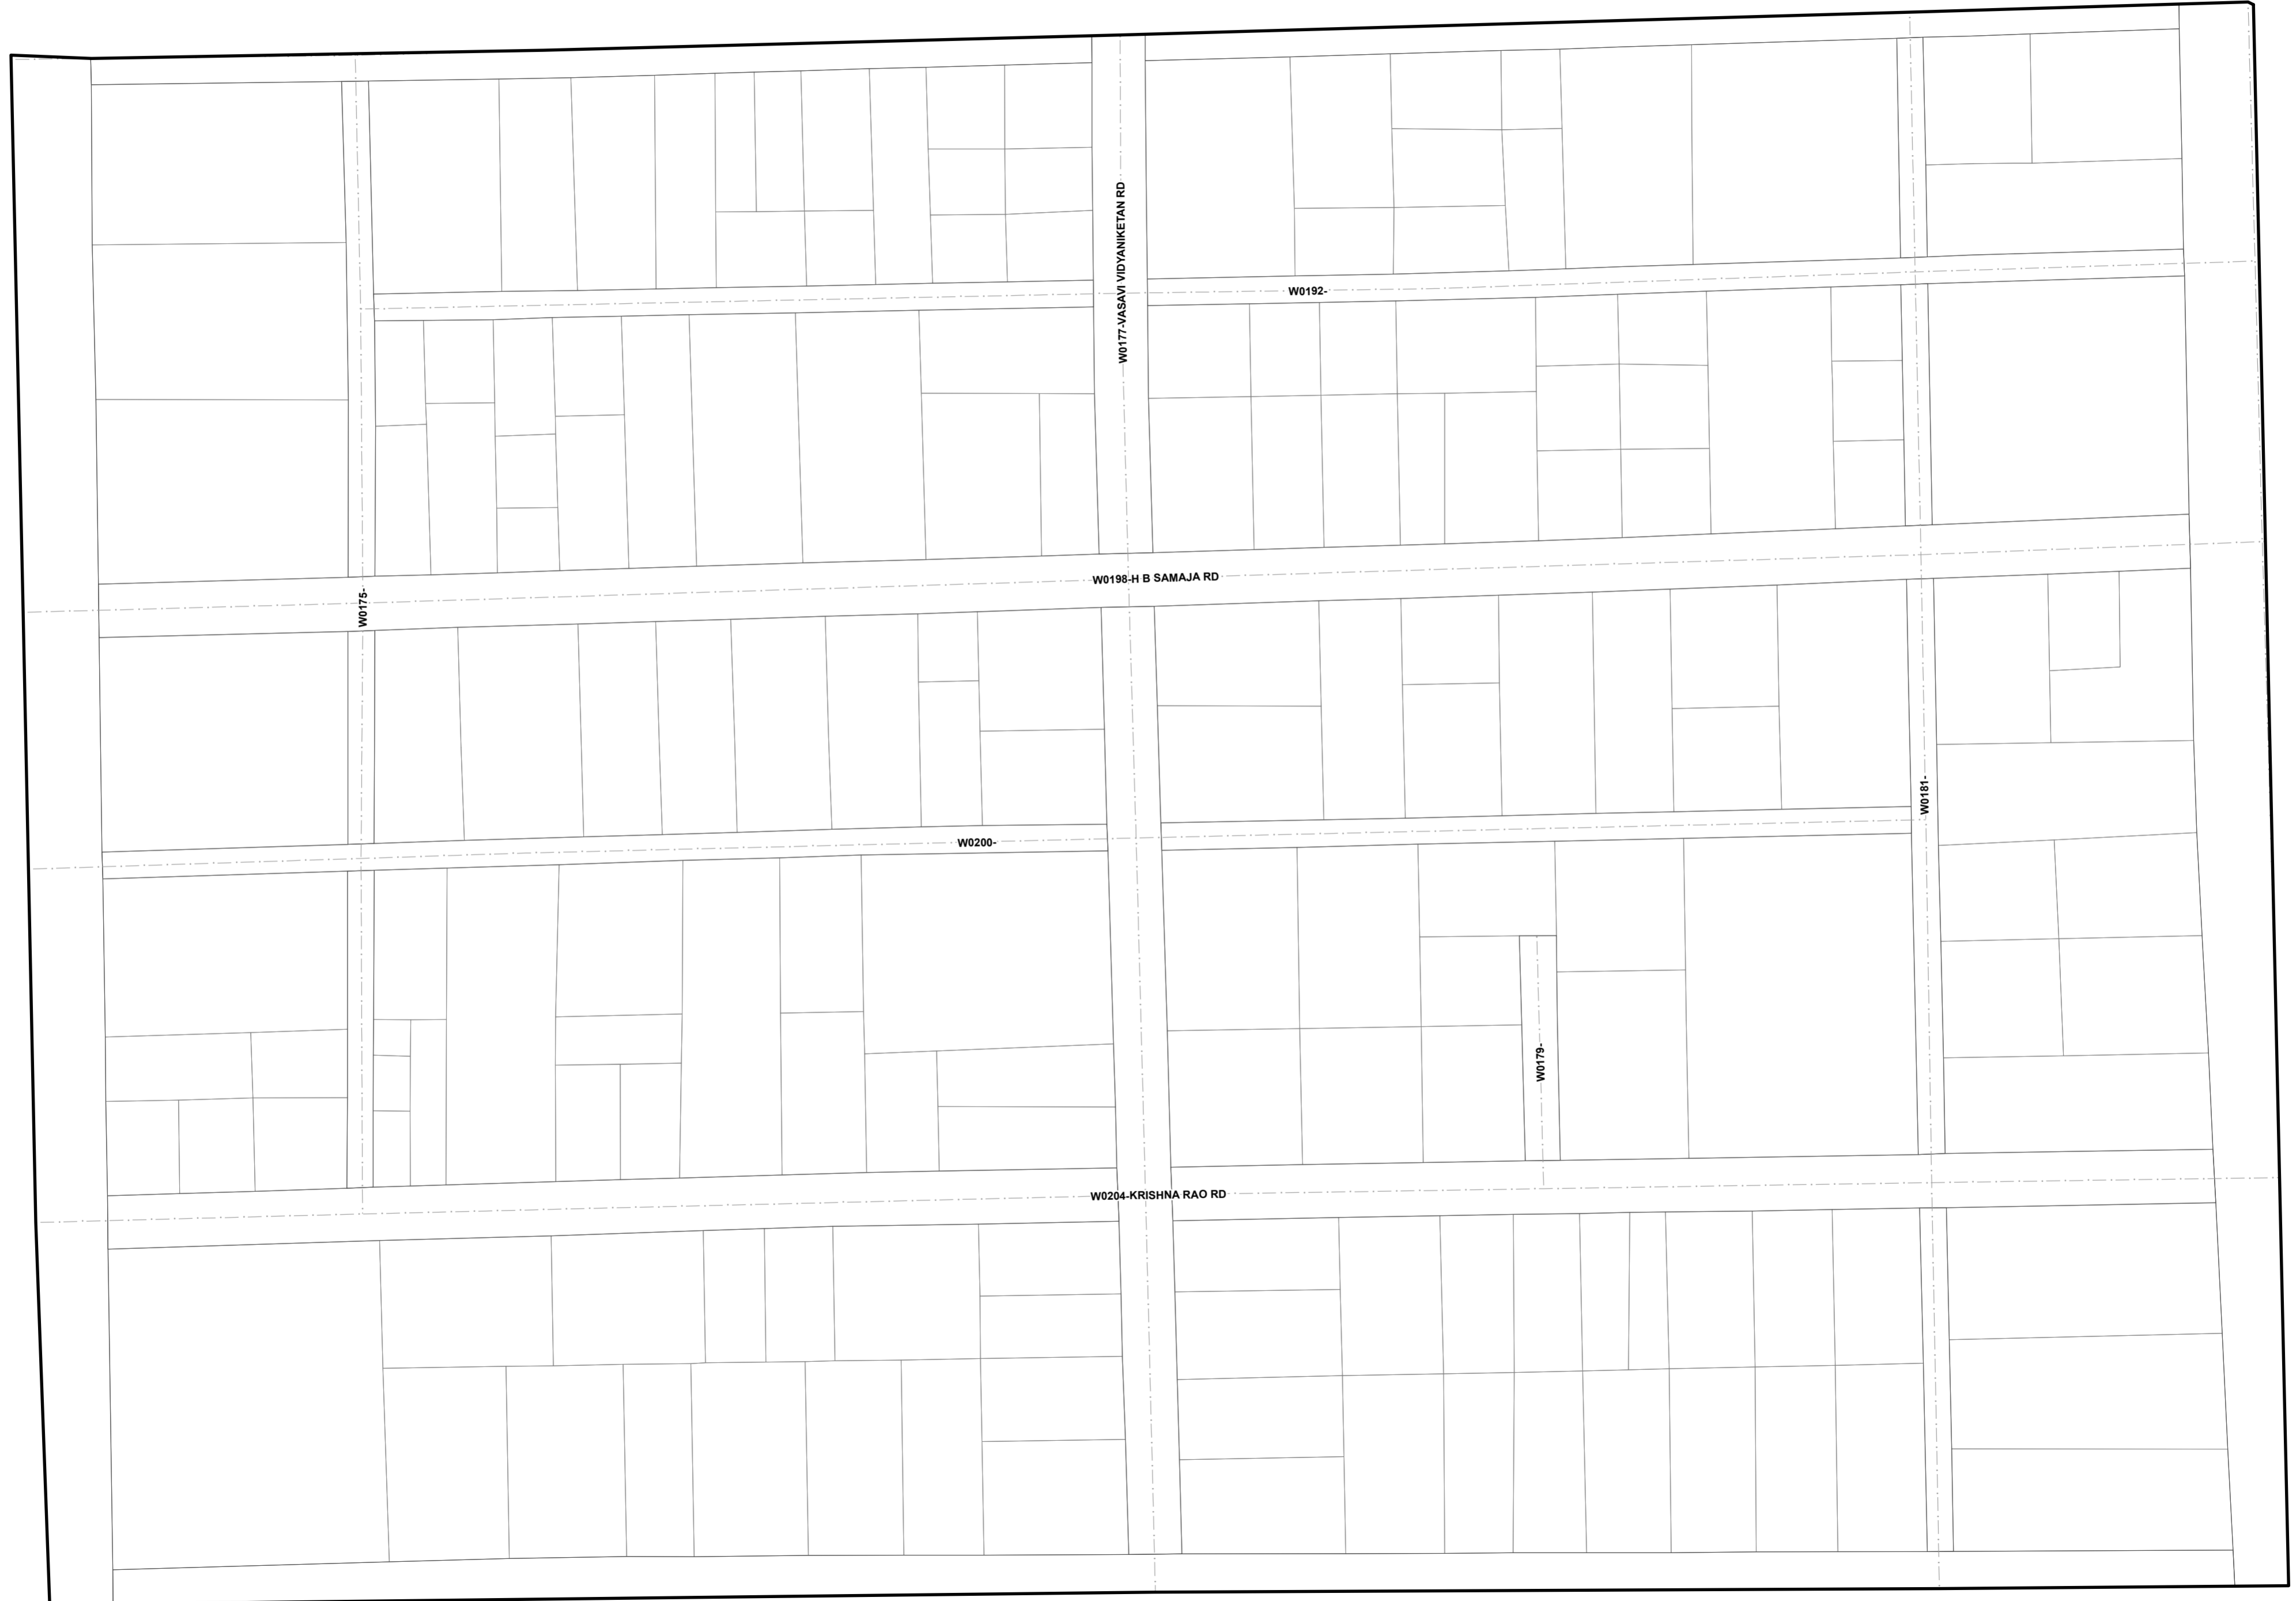 W0177-VASAVI VIDYANIKETAN RD
W0192-
W0198-H B SAMAJA RD
W0175-
W0181-
W0200-
W0179-
W0204-KRISHNA RAO RD